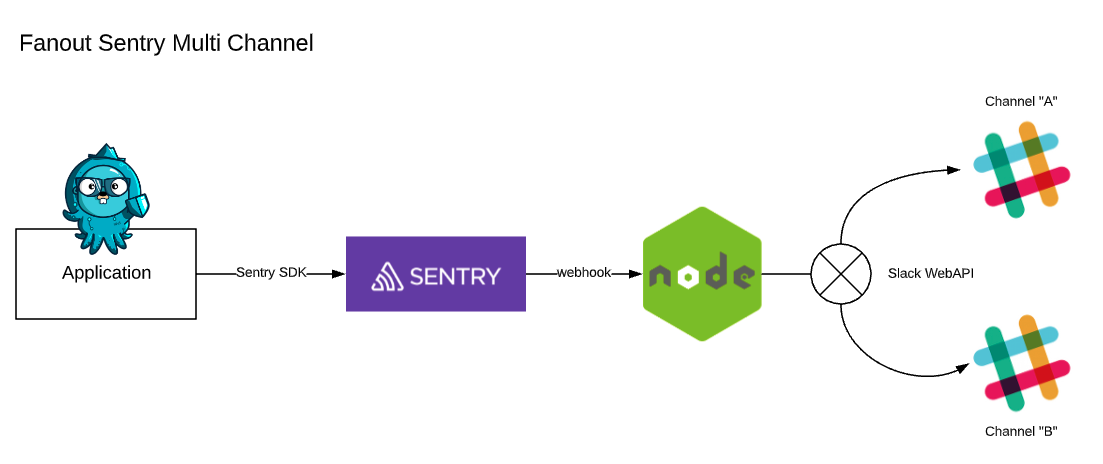 Fanout Sentry Multi Channel
Channel "A"
Application
Sentry SDK
SENTRY
webhook
node
Slack WebAPI
Channel "B"